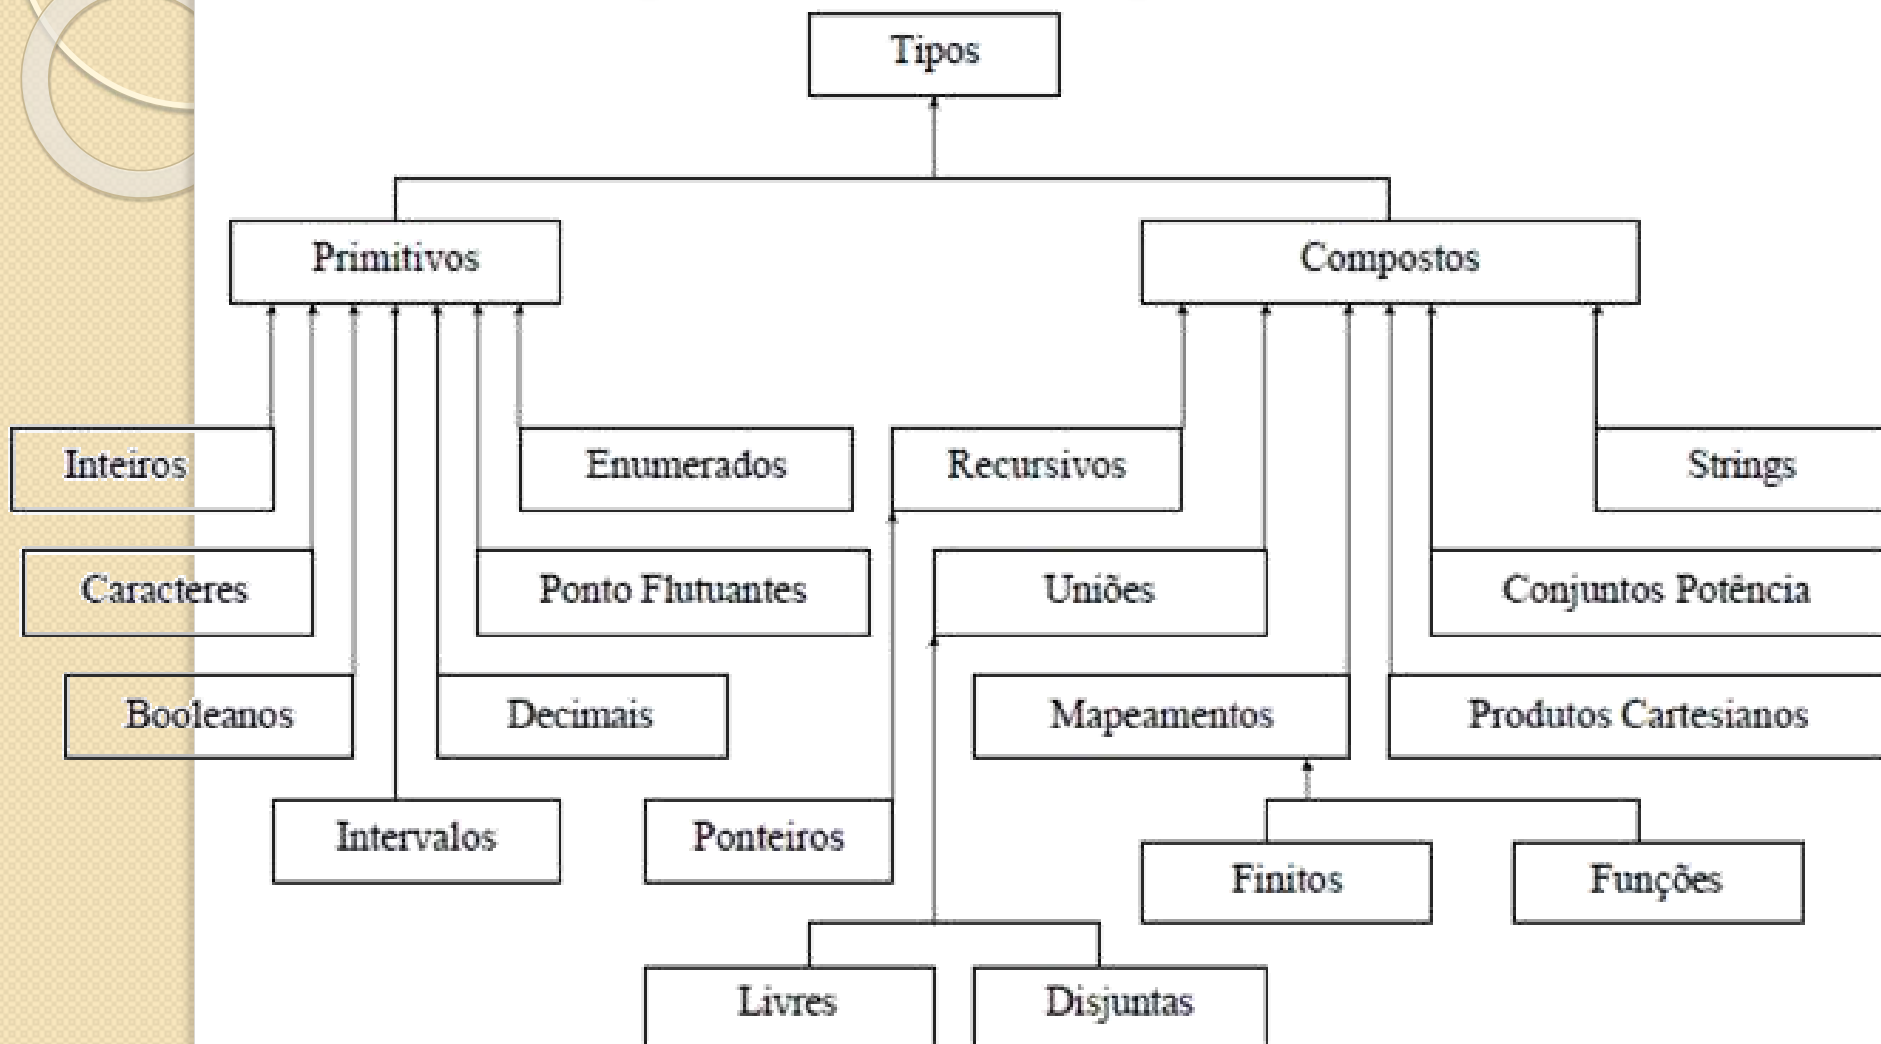 Tipos
Primitivos
Compostos
Inteiros
Enumerados
Recursivos
Strings
Caracteres
Ponto Flutuantes
Uniões
Conjuntos Potência
Booleanos
Decimais
Mapeamentos
Produtos Cartesianos
Intervalos
Ponteiros
Finitos
Funções
Livres
Disjuntas